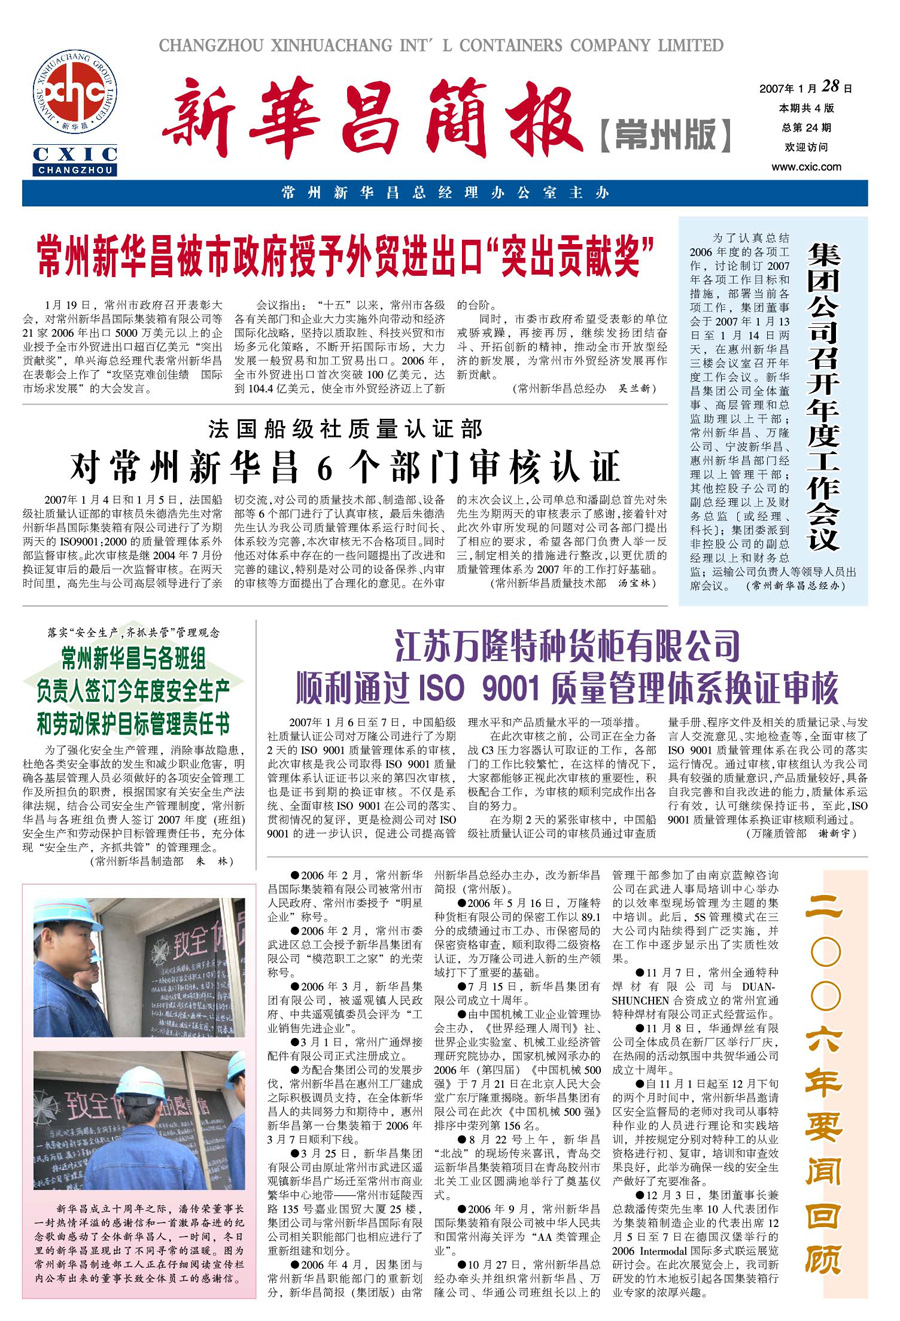 CHANGZHOU XINHUACHANG INT'L CONTAINERS COMPANY LIMITED
JIANGSU XINHUACHANG GROUP LIMITED
xhc
·新华昌·
CXIC
CHANGZHOU
新華昌簡报
【常州版】
2007年1月28日
本期共4版
总第24期
欢迎访问
www.cxic.com
常州新华昌总经理办公室主办
常州新华昌被市政府授予外贸进出口“突出贡献奖”
1月19日，常州市政府召开表彰大
会，对常州新华昌国际集装箱有限公司等
21家2006年出口5000万美元以上的企
业授予全市外贸进出口超百亿美元“突出
贡献奖”，单兴海总经理代表常州新华昌
在表彰会上作了“攻坚克难创佳绩 国际
市场求发展”的大会发言。
会议指出：“十五”以来，常州市各级
各有关部门和企业大力实施外向带动和经济
国际化战略，坚持以质取胜、科技兴贸和市
场多元化策略，不断开拓国际市场，大力
发展一般贸易和加工贸易出口。2006年，
全市外贸进出口首次突破100亿美元，达
到104.4亿美元，使全市外贸经济迈上了新
的台阶。
同时，市委市政府希望受表彰的单位
戒骄戒躁，再接再厉，继续发扬团结奋
斗、开拓创新的精神，推动全市开放型经
济的新发展，为常州市外贸经济发展再作
新贡献。
（常州新华昌总经办 吴兰新）
法国船级社质量认证部
对常州新华昌6个部门审核认证
2007年1月4日和1月5日，法国船
级社质量认证部的审核员朱德浩先生对常
州新华昌国际集装箱有限公司进行了为期
两天的ISO9001;2000的质量管理体系外
部监督审核。此次审核是继2004年7月份
换证复审后的最后一次监督审核。在两天
时间里，高先生与公司高层领导进行了亲
切交流，对公司的质量技术部、制造部、设备
部等6个部门进行了认真审核，最后朱德浩
先生认为我公司质量管理体系运行时间长、
体系较为完善，本次审核无不合格项目。同时
他还对体系中存在的一些问题提出了改进和
完善的建议，特别是对公司的设备保养、内审
的审核等方面提出了合理化的意见。在外审
的末次会议上，公司单总和潘副总首先对朱
先生为期两天的审核表示了感谢，接着针对
此次外审所发现的问题对公司各部门提出
了相应的要求，希望各部门负责人举一反
三，制定相关的措施进行整改，以更优质的
质量管理体系为2007年的工作打好基础。
（常州新华昌质量技术部 汤宝林）
集团公司召开年度工作会议
为了认真总结
2006年度的各项工
作，讨论制订2007
年各项工作目标和
措施，部署当前各
项工作，集团董事
会于2007年1月13
日至1月14日两
天，在惠州新华昌
三楼会议室召开年
度工作会议。新华
昌集团公司全体董
事、高层管理和总
监助理以上干部；
常州新华昌、万隆
公司、宁波新华昌、
惠州新华昌部门经
理以上管理干部；
其他控股子公司的
副总经理以上及财
务总监〔或经理、
科长〕；集团委派到
非控股公司的副总
经理以上和财务总
监；运输公司负责人等领导人员出
席会议。（常州新华昌总经办）
落实“安全生产，齐抓共管”管理观念
常州新华昌与各班组
负责人签订今年度安全生产
和劳动保护目标管理责任书
为了强化安全生产管理，消除事故隐患，
杜绝各类安全事故的发生和减少职业危害，明
确各基层管理人员必须做好的各项安全管理工
作及所担负的职责，根据国家有关安全生产法
律法规，结合公司安全生产管理制度，常州新
华昌与各班组负责人签订2007年度（班组）
安全生产和劳动保护目标管理责任书，充分体
现“安全生产，齐抓共管”的管理理念。
（常州新华昌制造部 朱 林）
江苏万隆特种货柜有限公司
顺利通过ISO 9001质量管理体系换证审核
2007年1月6日至7日，中国船级
社质量认证公司对万隆公司进行了为期
2天的ISO 9001质量管理体系的审核，
此次审核是我公司取得ISO 9001质量
管理体系认证证书以来的第四次审核，
也是证书到期的换证审核。不仅是系
统、全面审核ISO 9001在公司的落实、
贯彻情况的复评，更是检测公司对ISO
9001的进一步认识，促进公司提高管
理水平和产品质量水平的一项举措。
在此次审核之前，公司正在全力备
战C3压力容器认可取证的工作，各部
门的工作比较繁忙，在这样的情况下，
大家都能够正视此次审核的重要性，积
极配合工作，为审核的顺利完成作出各
自的努力。
在为期2天的紧张审核中，中国船
级社质量认证公司的审核员通过审查质
量手册、程序文件及相关的质量记录、与发
言人交流意见、实地检查等，全面审核了
ISO 9001质量管理体系在我公司的落实
运行情况。通过审核，审核组认为我公司
具有较强的质量意识，产品质量较好，具备
自我完善和自我改进的能力，质量体系运
行有效，认可继续保持证书，至此，ISO
9001质量管理体系换证审核顺利通过。
（万隆质管部 谢新宇）
致全体员
致全体员工的感谢信
新华昌成立十周年之际，潘传荣董事长
一封热情洋溢的感谢信和一首激昂奋进的纪
念歌曲感动了全体新华昌人，一时间，冬日
里的新华昌显现出了不同寻常的温暖。图为
常州新华昌制造部工人正在仔细阅读宣传栏
内公布出来的董事长致全体员工的感谢信。
●2006年2月，常州新华
昌国际集装箱有限公司被常州市
人民政府、常州市委授予“明星
企业”称号。
●2006年2月，常州市委
武进区总工会授予新华昌集团有
限公司“模范职工之家”的光荣
称号。
●2006年3月，新华昌集
团有限公司，被遥观镇人民政
府、中共遥观镇委员会评为“工
业销售先进企业”。
●3月1日，常州广通焊接
配件有限公司正式注册成立。
●为配合集团公司的发展步
伐，常州新华昌在惠州工厂建成
之际积极调员支持，在全体新华
昌人的共同努力和期待中，惠州
新华昌第一台集装箱于2006年
3月7日顺利下线。
●3月25日，新华昌集团
有限公司由原址常州市武进区遥
观镇新华昌广场迁至常州市商业
繁华中心地带——常州市延陵西
路135号嘉业国贸大厦25楼，
集团公司与常州新华昌国际有限
公司相关职能部门也相应进行了
重新组建和划分。
●2006年4月，因集团与
常州新华昌职能部门的重新划
分，新华昌简报（集团版）由常
州新华昌总经办主办，改为新华昌
简报（常州版）。
●2006年5月16日，万隆特
种货柜有限公司的保密工作以89.1
分的成绩通过市工办、市保密局的
保密资格审查，顺利取得二级资格
认证，为万隆公司进入新的生产领
域打下了重要的基础。
●7月15日，新华昌集团有
限公司成立十周年。
●由中国机械工业企业管理协
会主办，《世界经理人周刊》社、
世界企业实验室、机械工业经济管
理研究院协办，国家机械网承办的
2006年（第四届）《中国机械500
强》于7月21日在北京人民大会
堂广东厅隆重揭晓。新华昌集团有
限公司在此次《中国机械500强》
排序中荣列第156名。
●8月22号上午，新华昌
“北战”的现场传来喜讯，青岛交
运新华昌集装箱项目在青岛胶州市
北关工业区圆满地举行了奠基仪
式。
●2006年9月，常州新华昌
国际集装箱有限公司被中华人民共
和国常州海关评为“AA类管理企
业”。
●10月27日，常州新华昌总
经办牵头并组织常州新华昌、万
隆公司、华通公司班组长以上的
管理干部参加了由南京蓝鲸咨询
公司在武进人事局培训中心举办
的以效率型现场管理为主题的集
中培训。此后，5S管理模式在三
大公司内陆续得到广泛实施，并
在工作中逐步显示出了实质性效
果。
●11月7日，常州全通特种
焊材有限公司与DUAN-
SHUNCHEN合资成立的常州宜通
特种焊材有限公司正式经营运作。
●11月8日，华通焊丝有限
公司全体成员在新厂区举行厂庆，
在热闹的活动氛围中共贺华通公司
成立十周年。
●自11月1日起至12月下旬
的两个月时间中，常州新华昌邀请
区安全监督局的老师对我司从事特
种作业的人员进行理论和实践培
训，并按规定分别对特种工的从业
资格进行初、复审，培训和审查效
果良好，此举为确保一线的安全生
产做好了充要准备。
●12月3日，集团董事长兼
总裁潘传荣先生率10人代表团作
为集装箱制造企业的代表出席12
月5日至7日在德国汉堡举行的
2006 Intermodal国际多式联运展览
研讨会。在此次展览会上，我司新
研发的竹木地板引起各国集装箱行
业专家的浓厚兴趣。
二〇〇六年要闻回顾